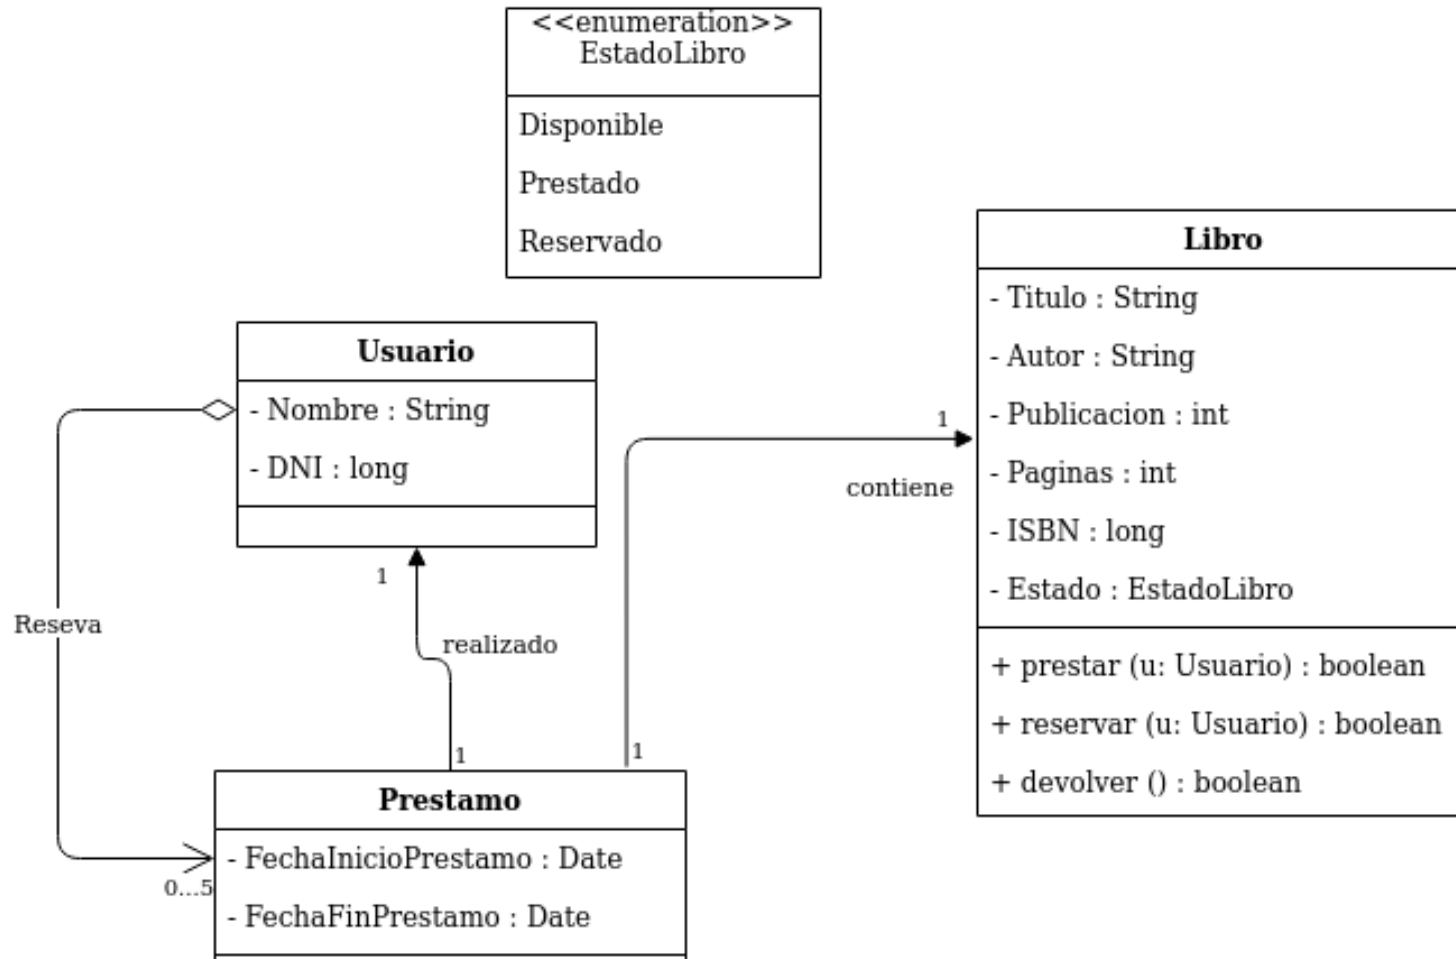 <<enumeration>>
EstadoLibro
Disponible
Prestado
Reservado
Libro
- Titulo : String
- Autor : String
- Publicacion : int
- Paginas : int
- ISBN : long
- Estado : EstadoLibro
+ prestar (u: Usuario) : boolean
+ reservar (u: Usuario) : boolean
+ devolver () : boolean
Usuario
- Nombre : String
- DNI : long
1
contiene
1
Reseva
realizado
1
1
Prestamo
- FechaInicioPrestamo : Date
- FechaFinPrestamo : Date
0...5